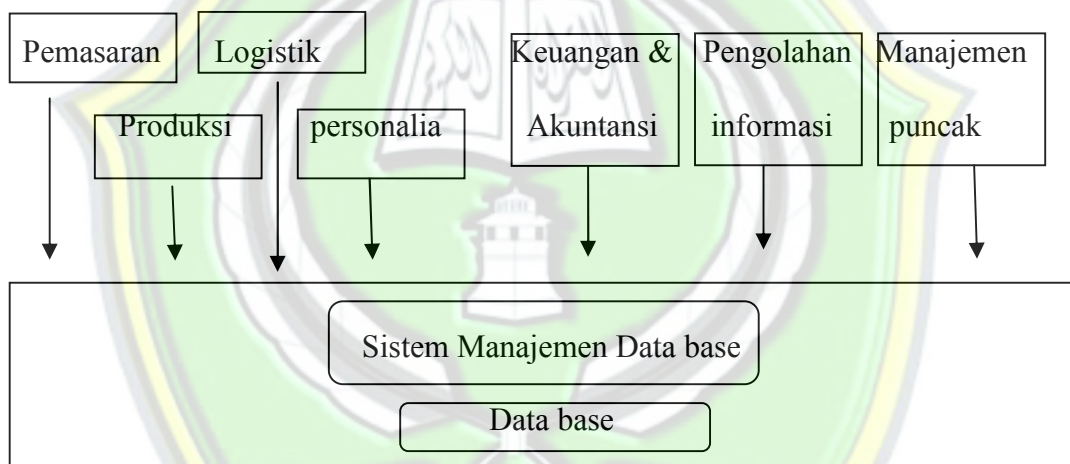 Pemasaran
Logistik
Keuangan &
Akuntansi
Pengolahan
informasi
Manajemen
puncak
Produksi
personalia
Sistem Manajemen Data base
Data base